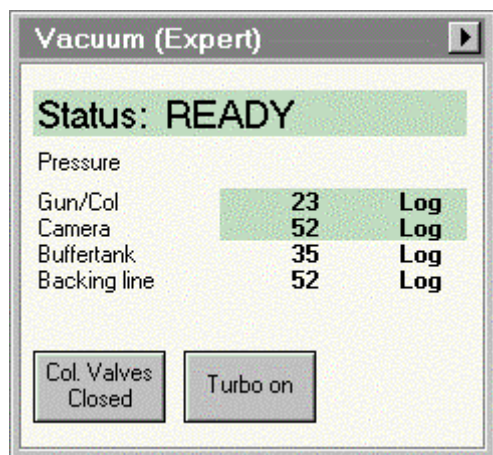 Vacuum (Expert)
Status: READY
Pressure
Gun/Col 23 Log
Camera 52 Log
Buffertank 35 Log
Backing line 52 Log
Col. Valves
Closed
Turbo on